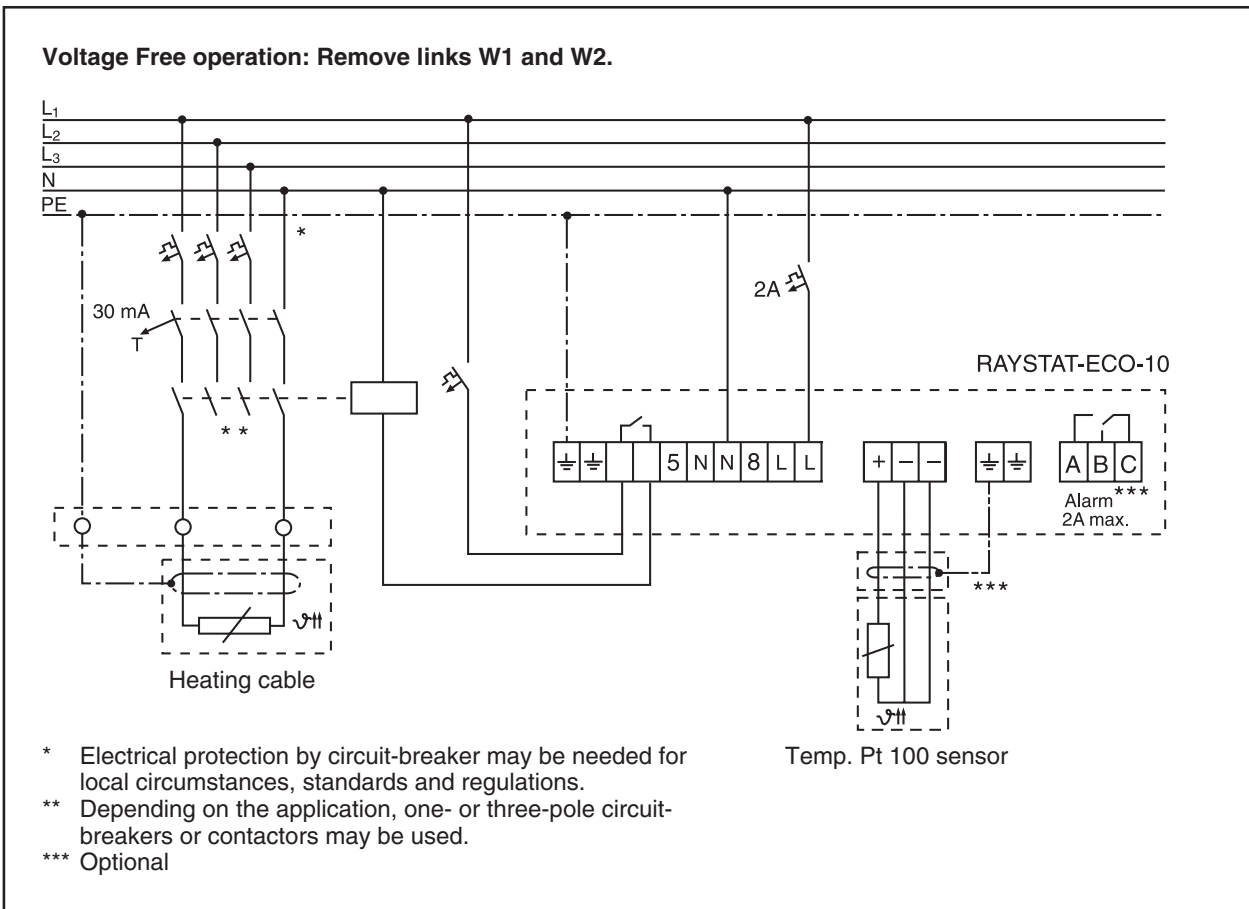 Voltage Free operation: Remove links W1 and W2.
L1
L2
L3
N
PE
*
30 mA
T
2A
RAYSTAT-ECO-10
* *
5 N N 8 L L
+ – –
A B C
Alarm ***
2A max.
***
ϑ
Heating cable
ϑ
Temp. Pt 100 sensor
* Electrical protection by circuit-breaker may be needed for
local circumstances, standards and regulations.
** Depending on the application, one- or three-pole circuit-
breakers or contactors may be used.
*** Optional